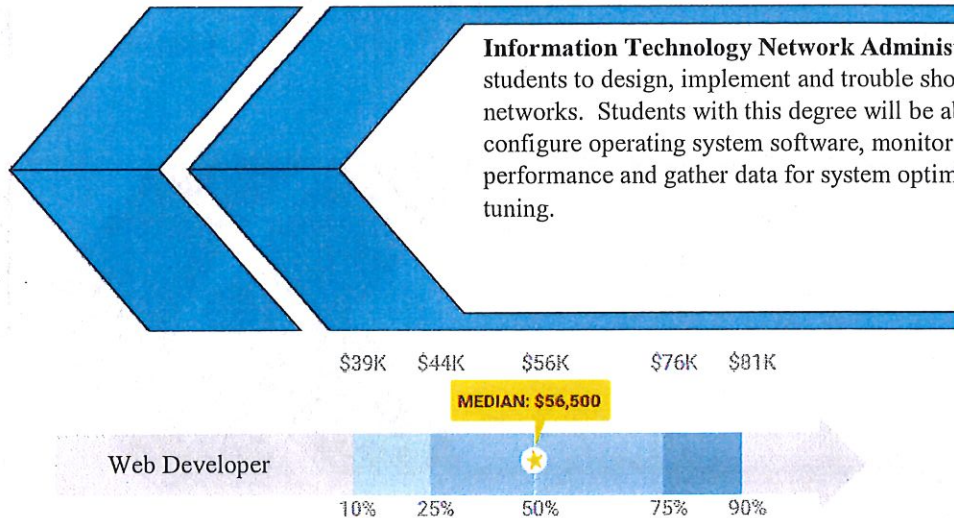 Information Technology Network Adminis
students to design, implement and trouble sho
networks. Students with this degree will be a
configure operating system software, monitor
performance and gather data for system optim
tuning.
$39K $44K $56K $76K $81K
MEDIAN: $56,500
Web Developer
10% 25% 50% 75% 90%